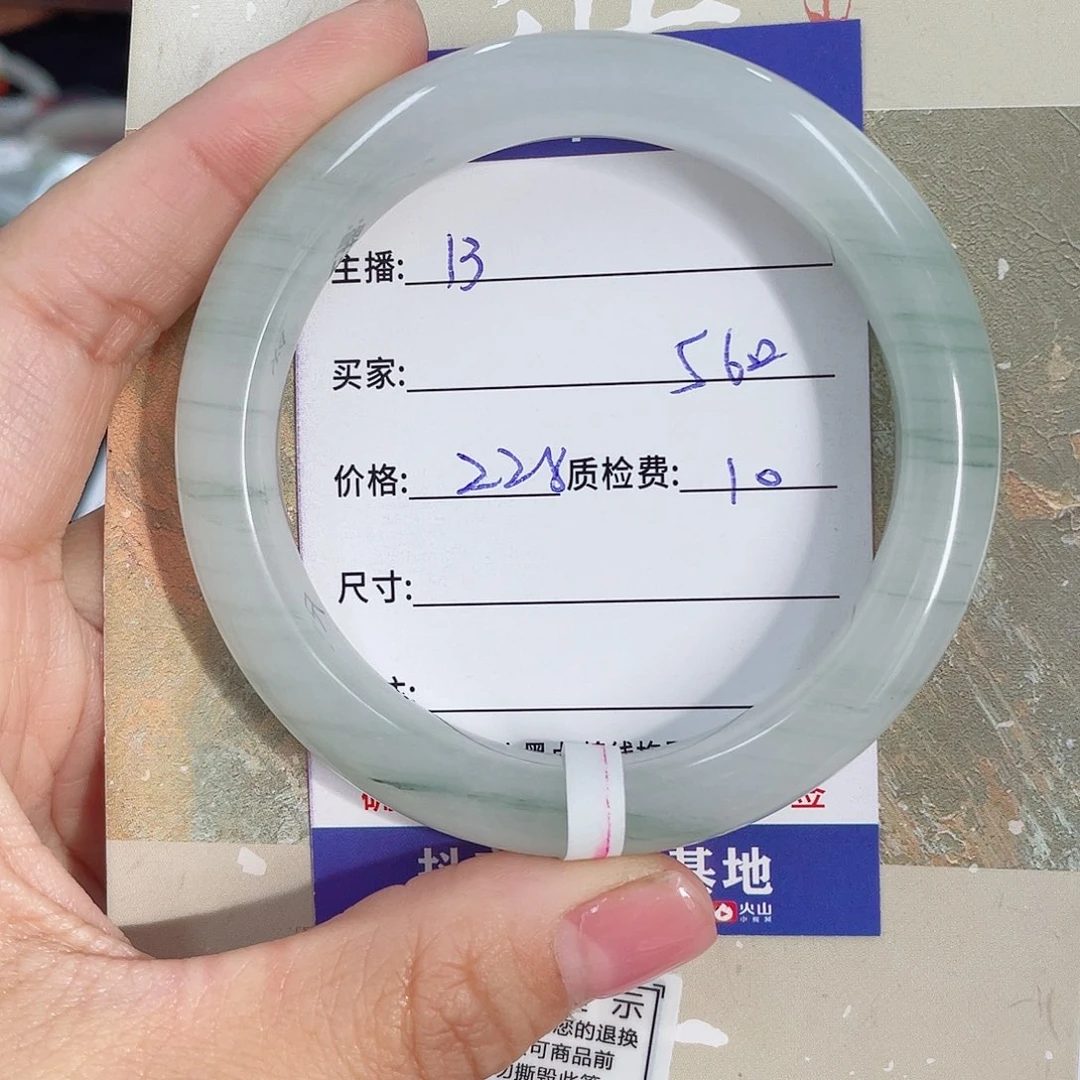 主播: 13
买家: 560
价格: 228 质检费: 10
尺寸:
基地
火山
示
您的退换
可商品前